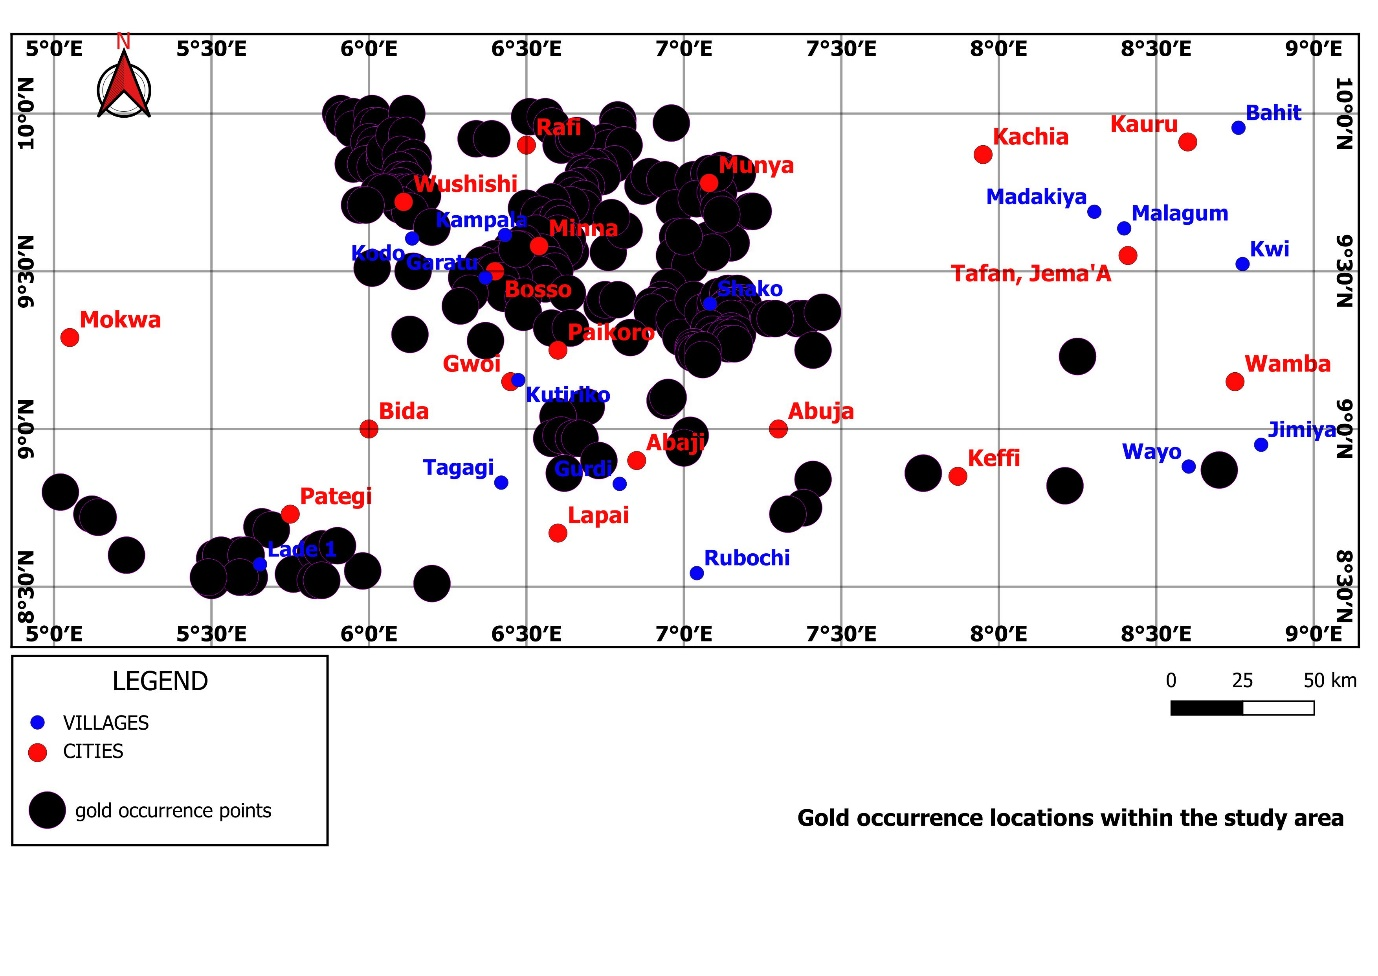 N
5°0′E 5°30′E 6°0′E 6°30′E 7°0′E 7°30′E 8°0′E 8°30′E 9°0′E
10°0′N
10°0′N
Bahit
Kauru
Rafi
Kachia
Munya
Wushishi
Madakiya
Malagum
Kampala
Minna
Kodo
Garatu
Kwi
9°30′N
9°30′N
Tafan, Jema'A
Bosso
Shako
Mokwa
Paikoro
Gwoi
Wamba
Kutiriko
Bida
Abuja
9°0′N
9°0′N
Jimiya
Abaji
Wayo
Keffi
Tagagi
Gurdi
Pategi
Lapai
Lade 1
Rubochi
8°30′N
8°30′N
5°0′E 5°30′E 6°0′E 6°30′E 7°0′E 7°30′E 8°0′E 8°30′E 9°0′E
LEGEND
VILLAGES
CITIES
gold occurrence points
0 25 50 km
Gold occurrence locations within the study area